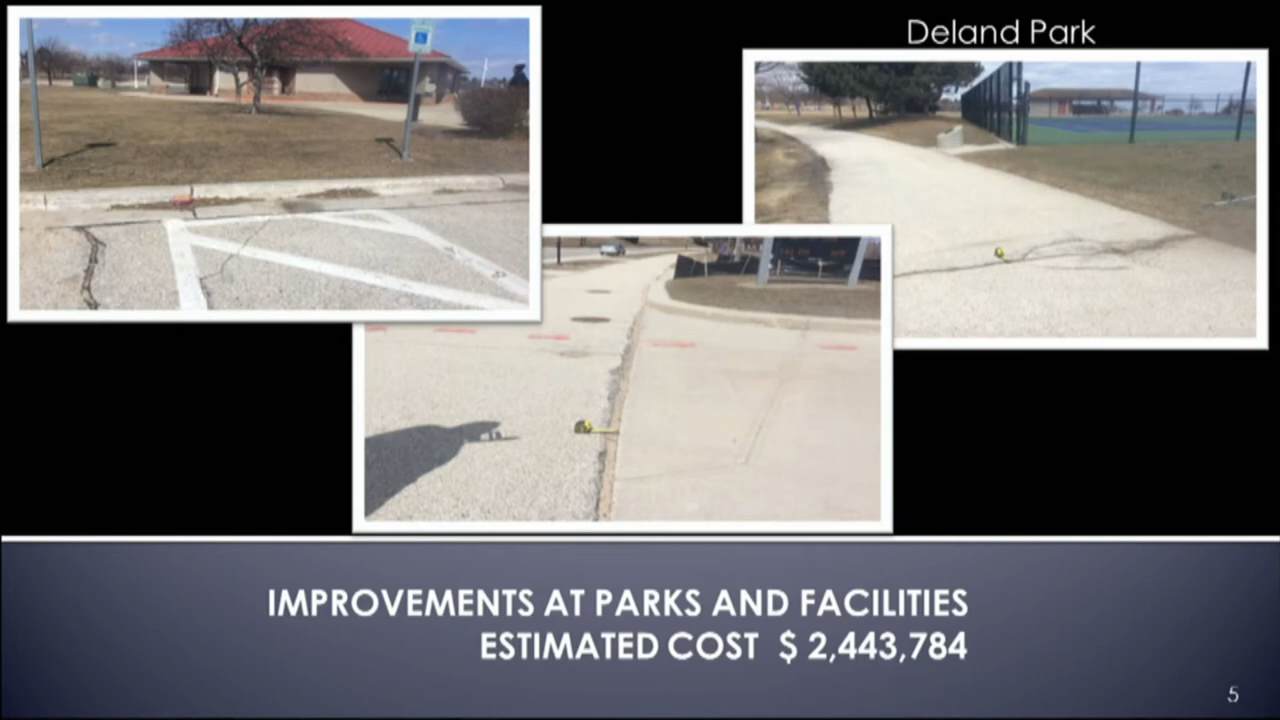 Deland Park
IMPROVEMENTS AT PARKS AND FACILITIES
ESTIMATED COST $ 2,443,784
5